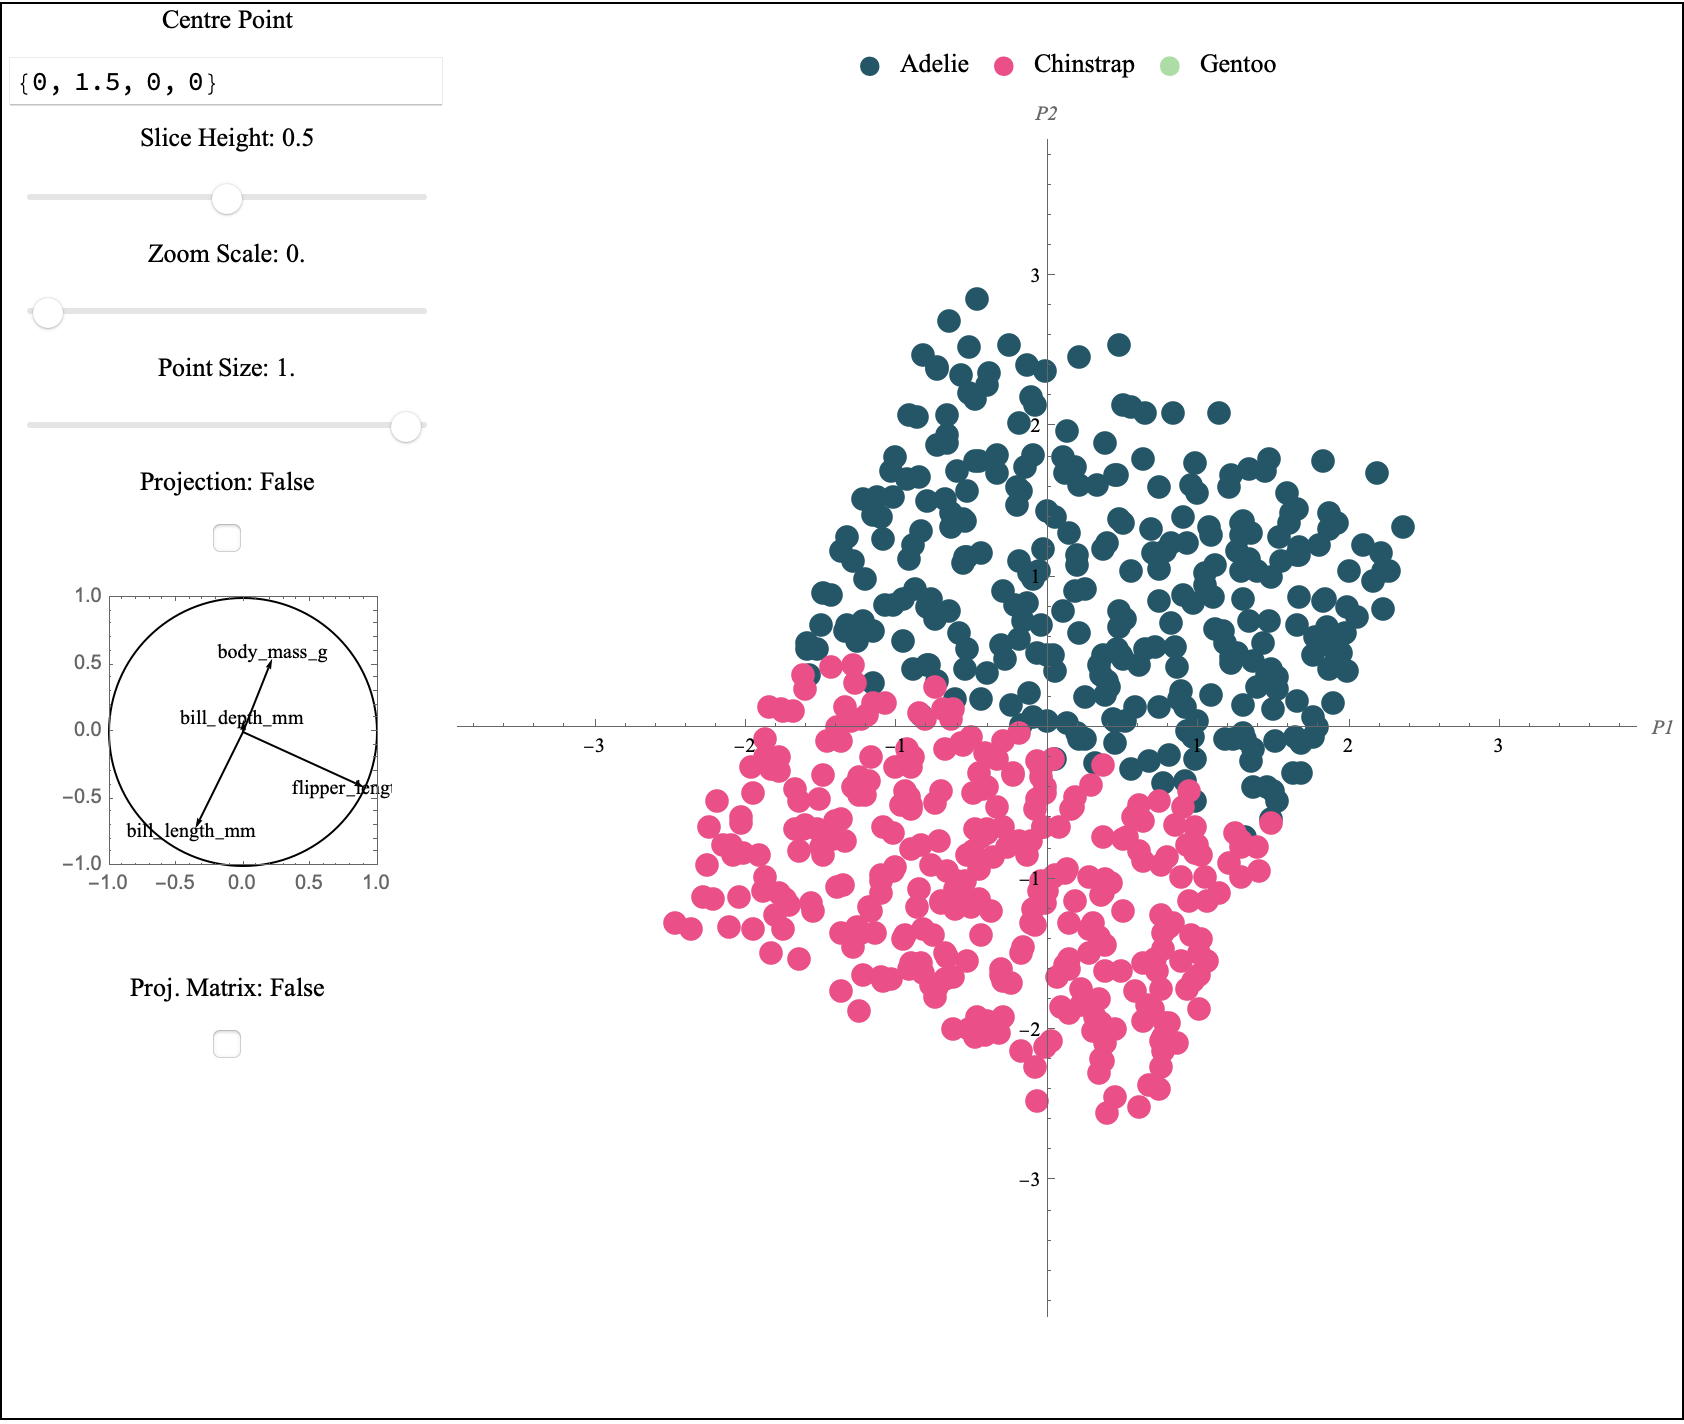 Centre Point
{0, 1.5, 0, 0}
Slice Height: 0.5
Zoom Scale: 0.
Point Size: 1.
Projection: False
1.0
0.5
0.0
−0.5
−1.0
−1.0 −0.5 0.0 0.5 1.0
body_mass_g
bill_depth_mm
flipper_lengt
bill_length_mm
Proj. Matrix: False
Adelie Chinstrap Gentoo
P2
3
2
1
−3 −2 −1 1 2 3 P1
−1
−2
−3